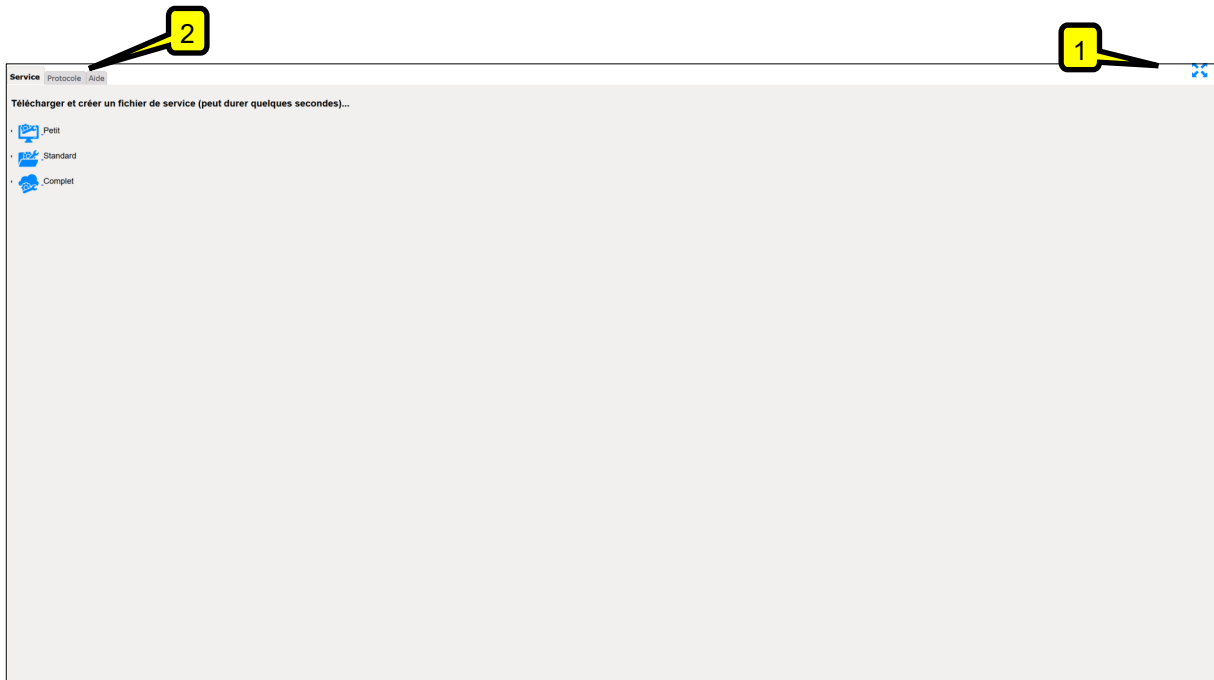 2
1
Service Protocole Aide
Télécharger et créer un fichier de service (peut durer quelques secondes)...
Petit
Standard
Complet